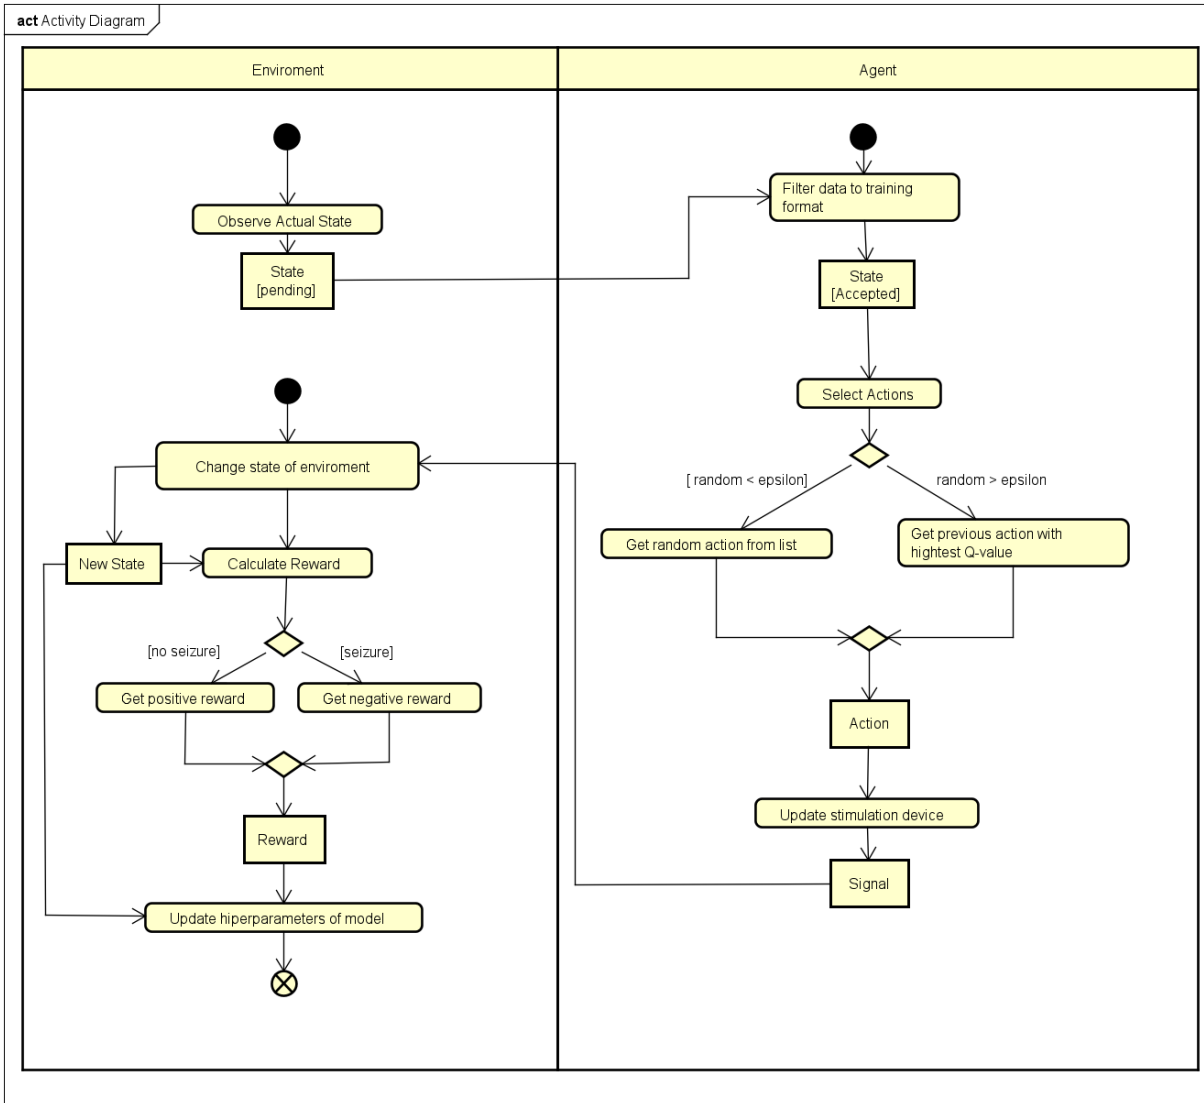 act Activity Diagram
Enviroment
Agent
Observe Actual State
State
[pending]
Filter data to training
format
State
[Accepted]
Select Actions
[ random < epsilon]
random > epsilon
Get random action from list
Get previous action with
highest Q-value
Action
Update stimulation device
Signal
Change state of enviroment
New State
Calculate Reward
[no seizure]
[seizure]
Get positive reward
Get negative reward
Reward
Update hiperparameters of model